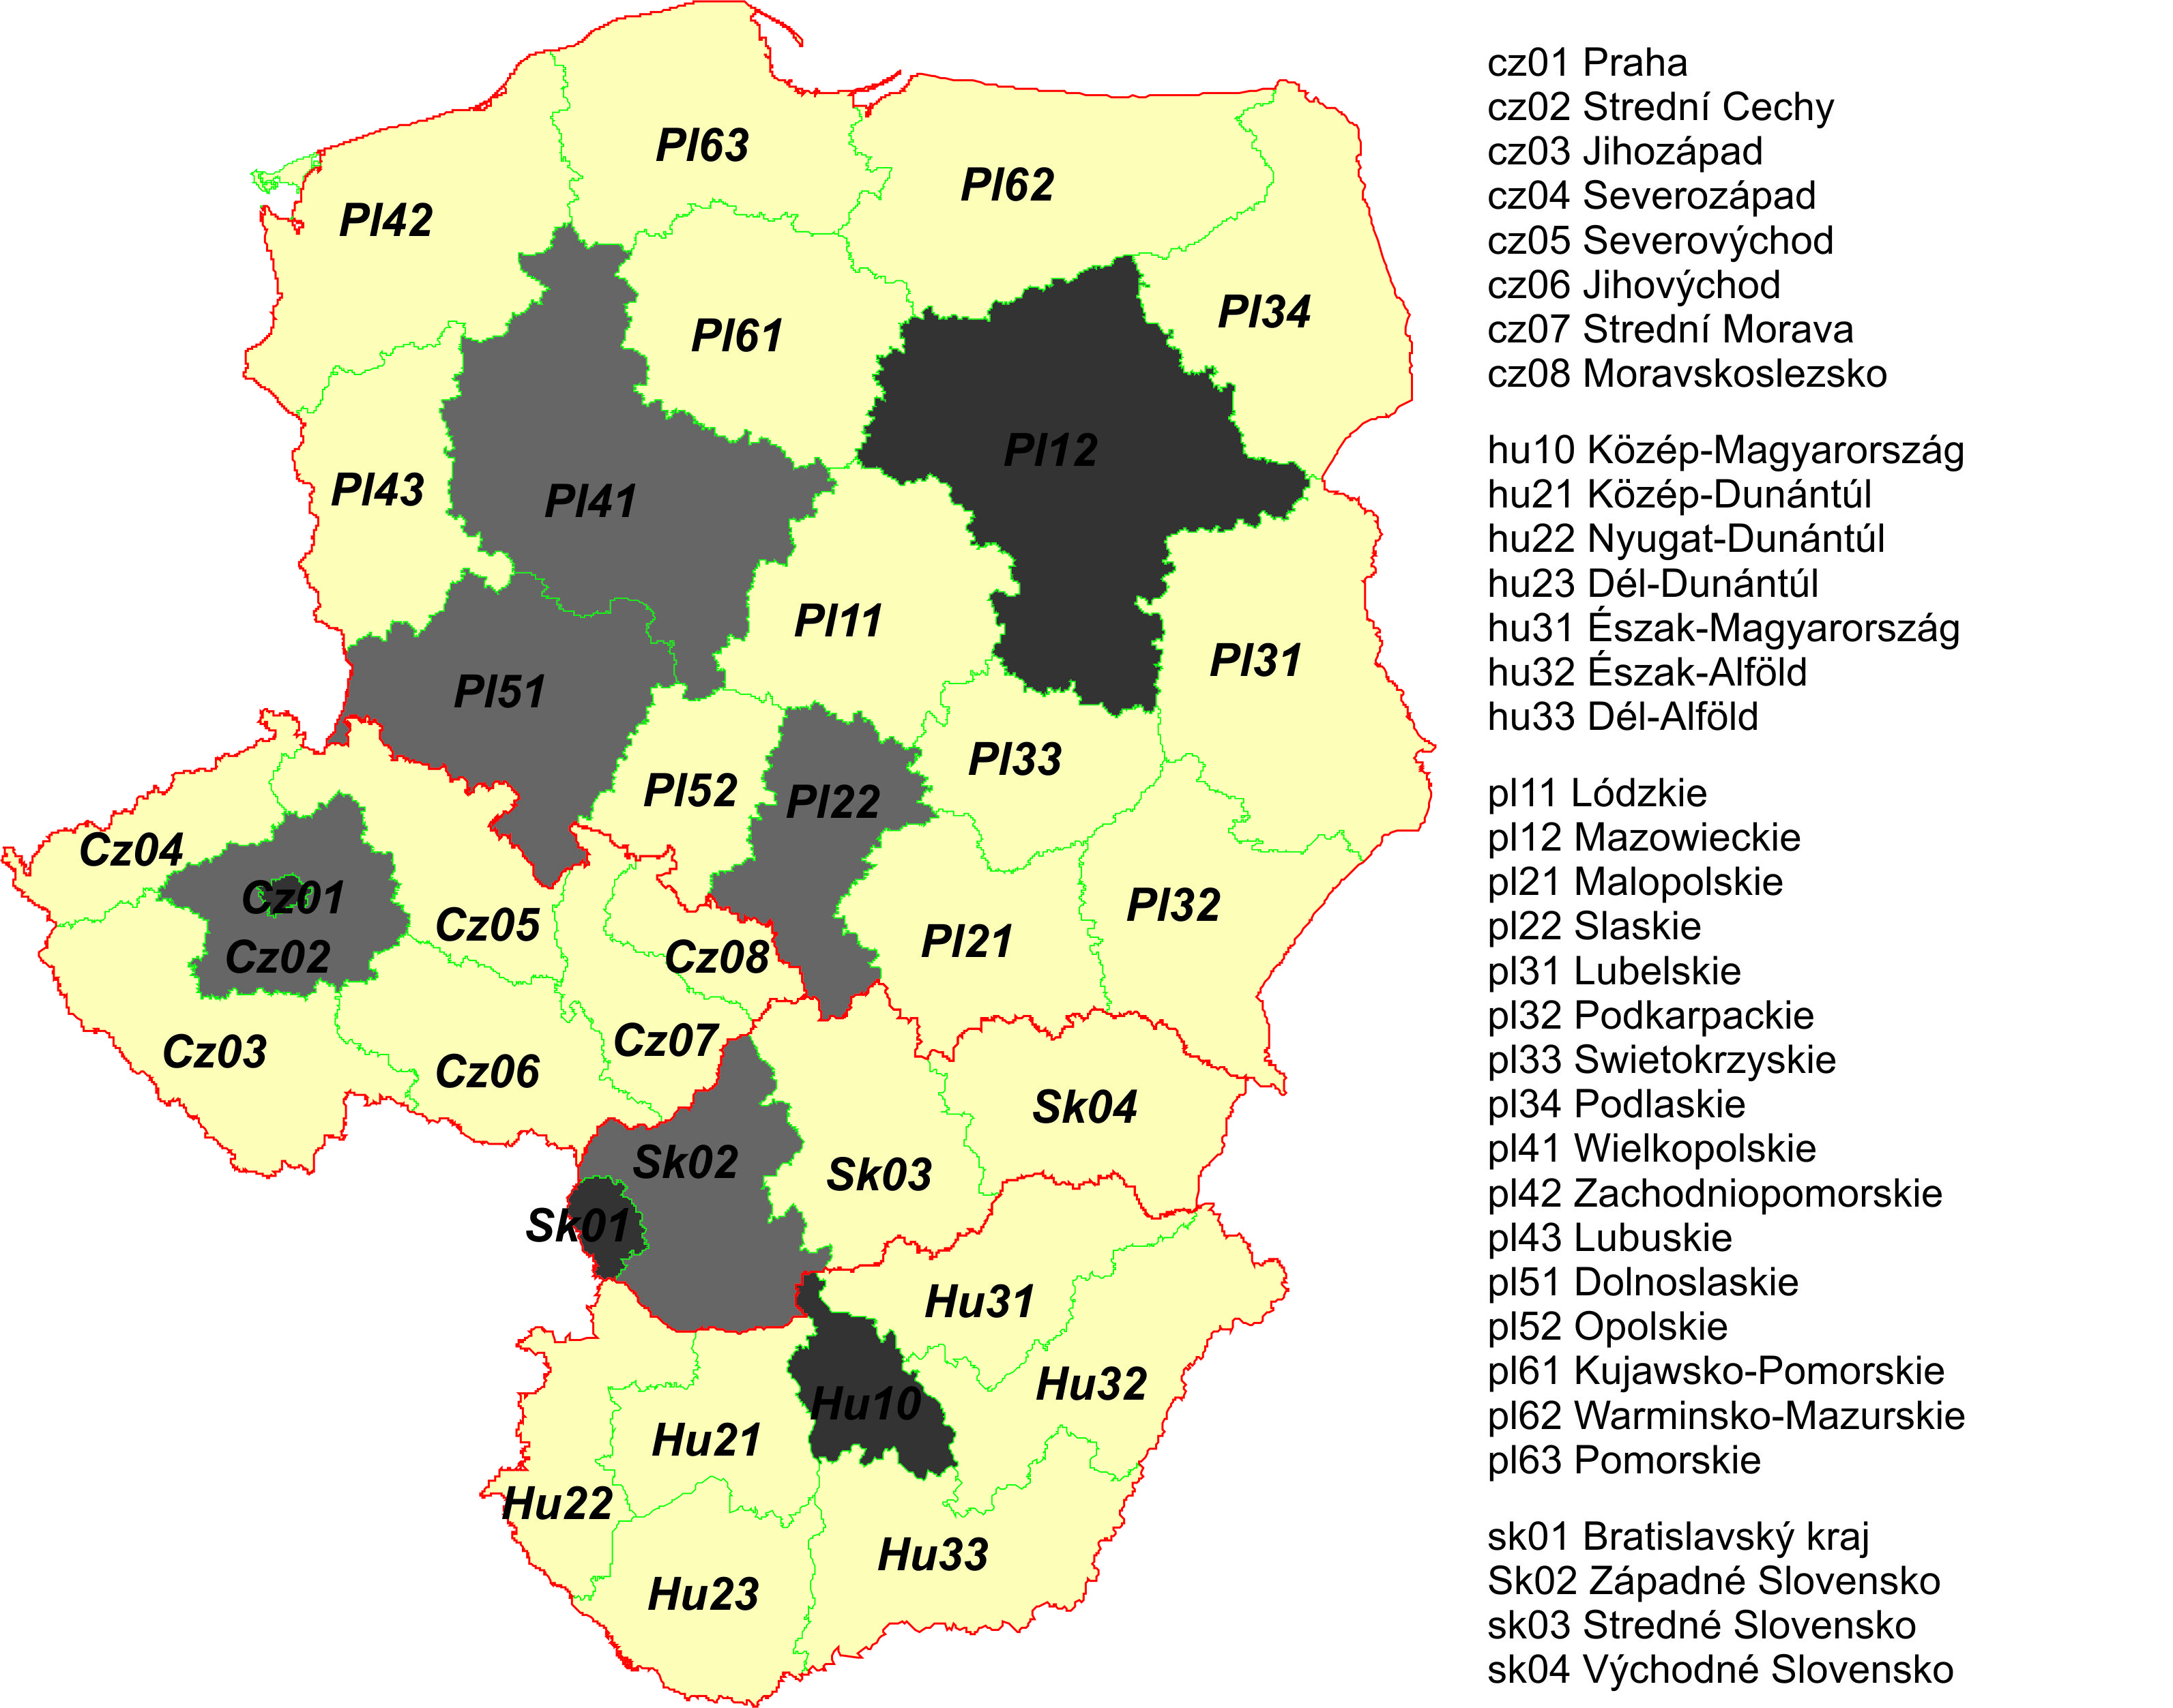 Pl63
Pl62
Pl42
Pl34
Pl61
Pl12
Pl43
Pl41
Pl11
Pl31
Pl51
Pl33
Pl52
Pl22
Cz04
Cz01
Pl32
Cz05
Pl21
Cz02
Cz08
Cz07
Cz03
Cz06
Sk04
Sk02
Sk03
Sk01
Hu31
Hu32
Hu10
Hu21
Hu22
Hu33
Hu23
cz01 Praha
cz02 Strední Cechy
cz03 Jihozápad
cz04 Severozápad
cz05 Severovýchod
cz06 Jihovýchod
cz07 Strední Morava
cz08 Moravskoslezsko
hu10 Közép-Magyarország
hu21 Közép-Dunántúl
hu22 Nyugat-Dunántúl
hu23 Dél-Dunántúl
hu31 Észak-Magyarország
hu32 Észak-Alföld
hu33 Dél-Alföld
pl11 Lódzkie
pl12 Mazowieckie
pl21 Malopolskie
pl22 Slaskie
pl31 Lubelskie
pl32 Podkarpackie
pl33 Swietokrzyskie
pl34 Podlaskie
pl41 Wielkopolskie
pl42 Zachodniopomorskie
pl43 Lubuskie
pl51 Dolnoslaskie
pl52 Opolskie
pl61 Kujawsko-Pomorskie
pl62 Warminsko-Mazurskie
pl63 Pomorskie
sk01 Bratislavský kraj
Sk02 Západné Slovensko
sk03 Stredné Slovensko
sk04 Východné Slovensko